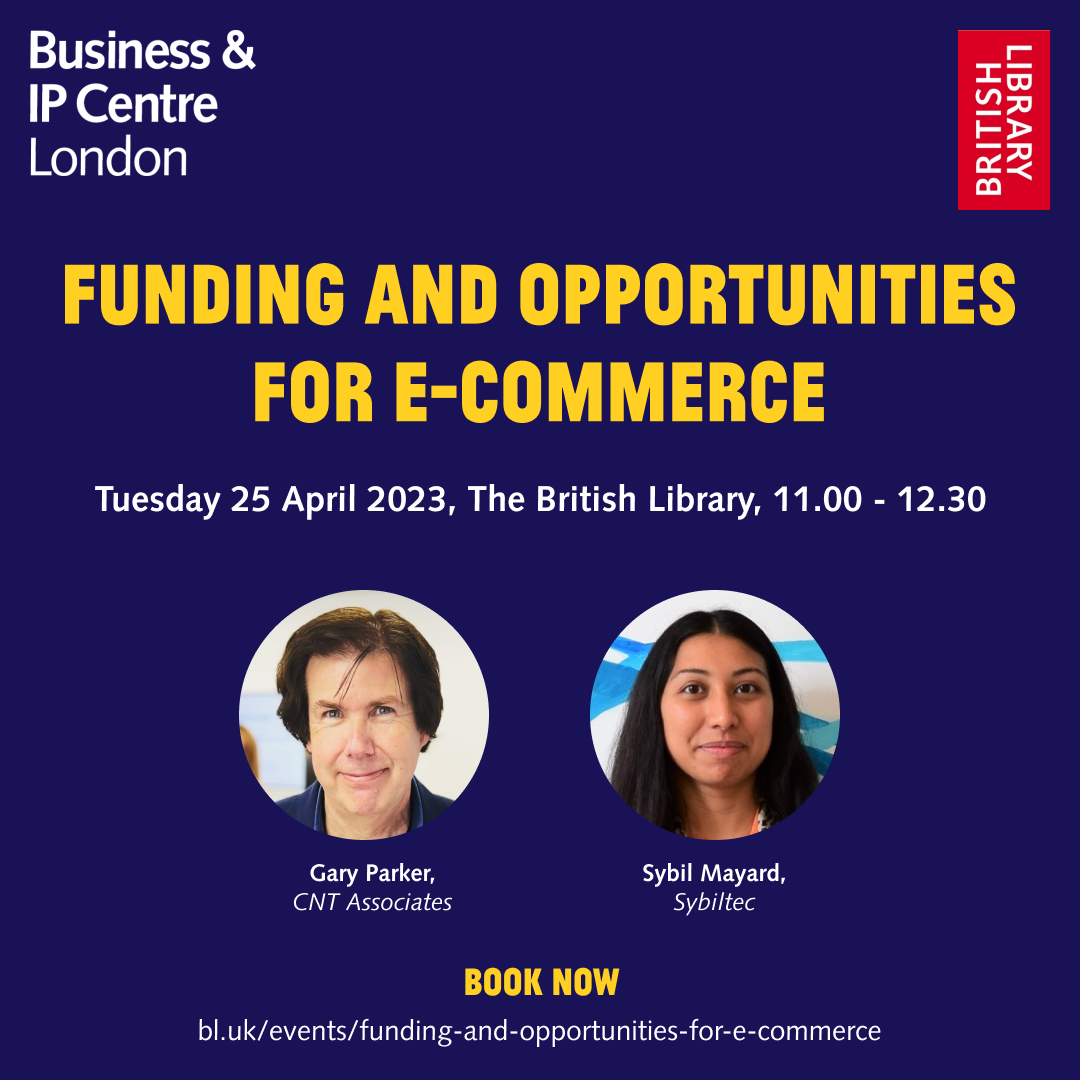 Business &
IP Centre
London
BRITISH
LIBRARY
FUNDING AND OPPORTUNITIES
FOR E-COMMERCE
Tuesday 25 April 2023, The British Library, 11.00 - 12.30
Gary Parker,
CNT Associates
Sybil Mayard,
Sybiltec
BOOK NOW
bl.uk/events/funding-and-opportunities-for-e-commerce